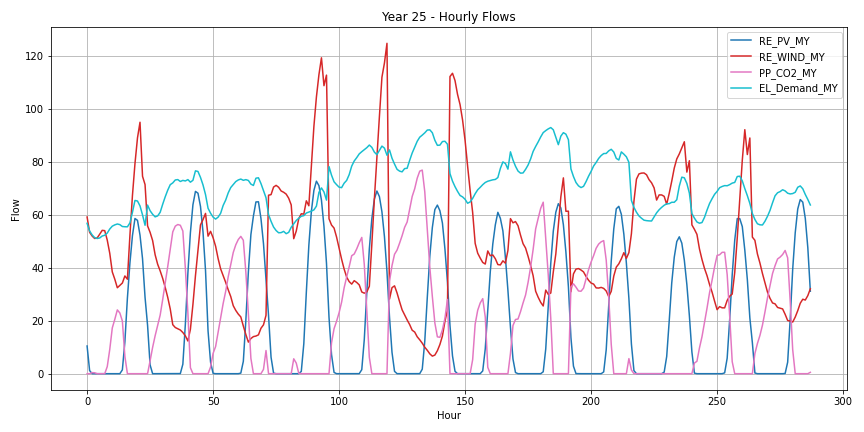 Year 25 - Hourly Flows
RE_PV_MY
RE_WIND_MY
PP_CO2_MY
EL_Demand_MY
Flow
120
100
80
60
40
20
0
0 50 100 150 200 250 300
Hour